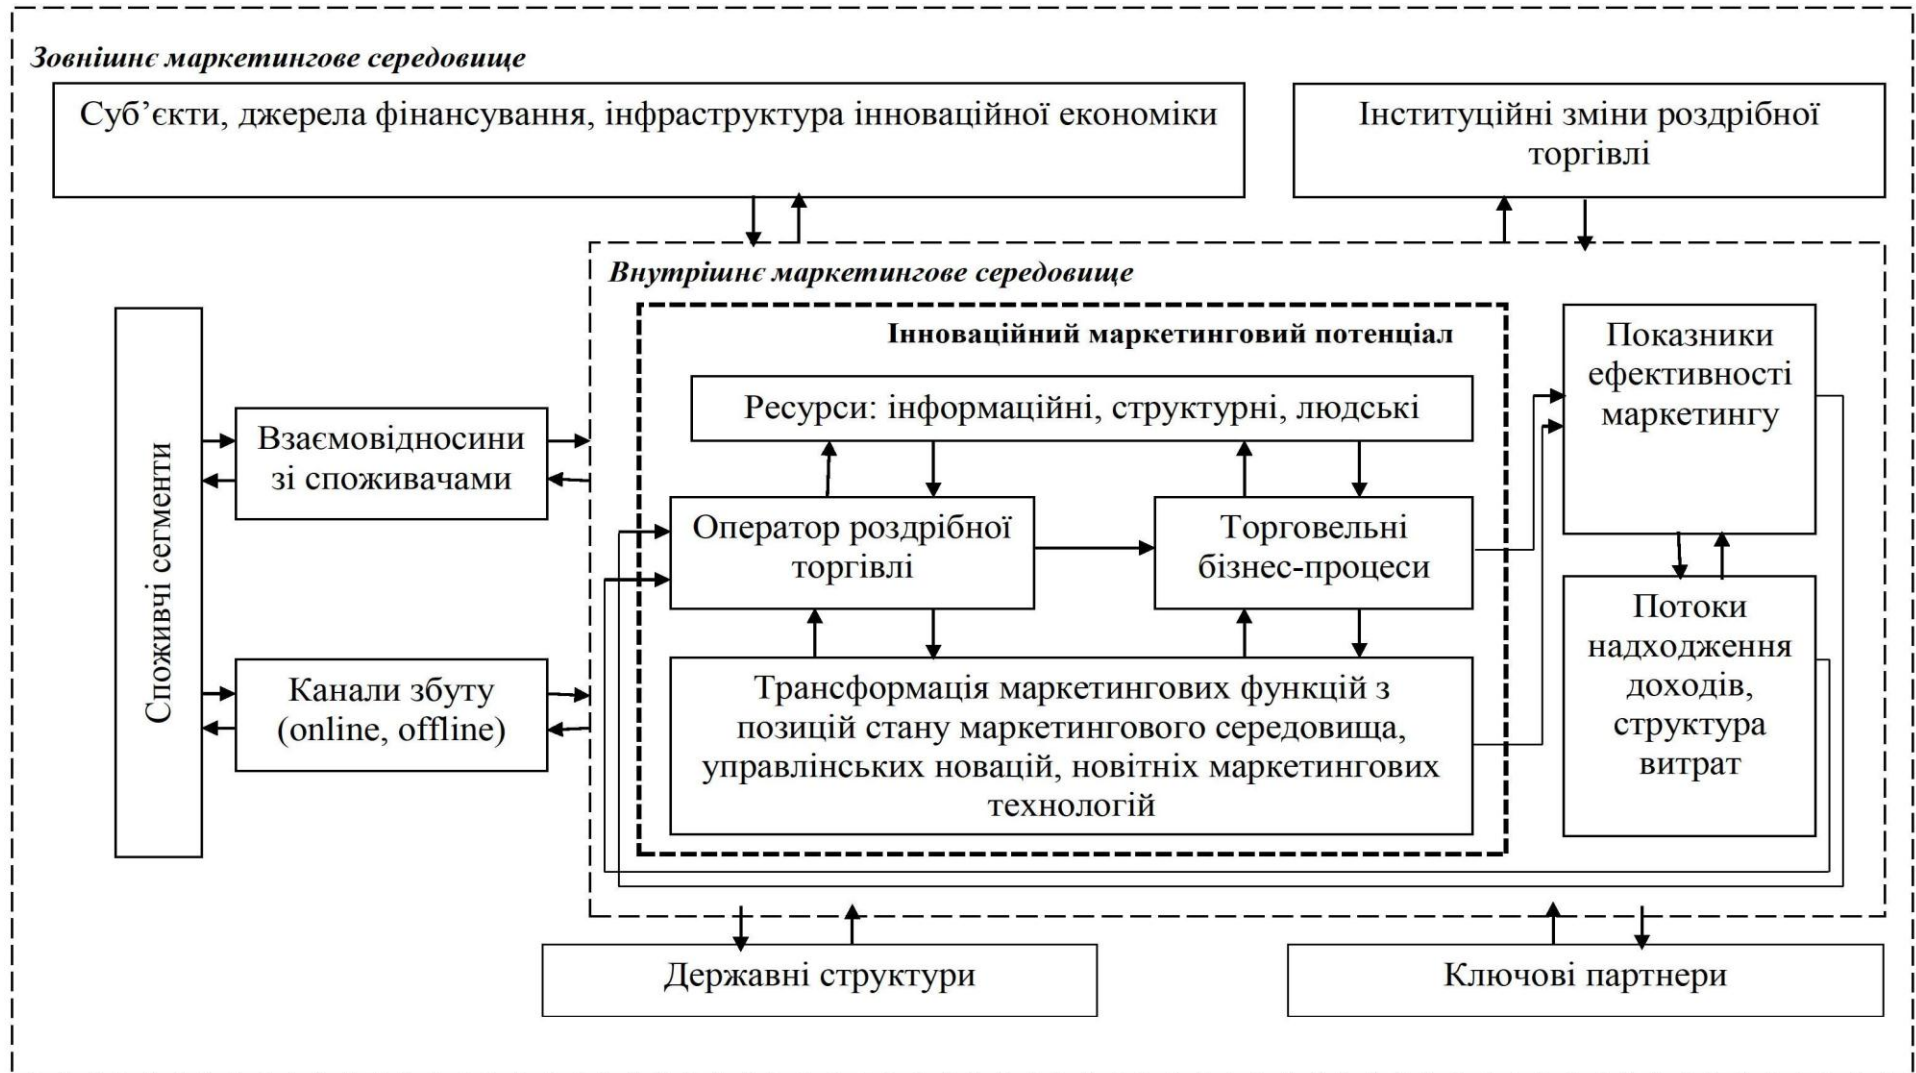 Зовнішнє маркетингове середовище
Суб’єкти, джерела фінансування, інфраструктура інноваційної економіки
Інституційні зміни роздрібної
торгівлі
Внутрішнє маркетингове середовище
Інноваційний маркетинговий потенціал
Ресурси: інформаційні, структурні, людські
Показники
ефективності
маркетингу
Споживчі сегменти
Взаємовідносини
зі споживачами
Оператор роздрібної
торгівлі
Торговельні
бізнес-процеси
Потоки
надходження
доходів,
структура
витрат
Канали збуту
(online, offline)
Трансформація маркетингових функцій з
позицій стану маркетингового середовища,
управлінських новацій, новітніх маркетингових
технологій
Державні структури
Ключові партнери